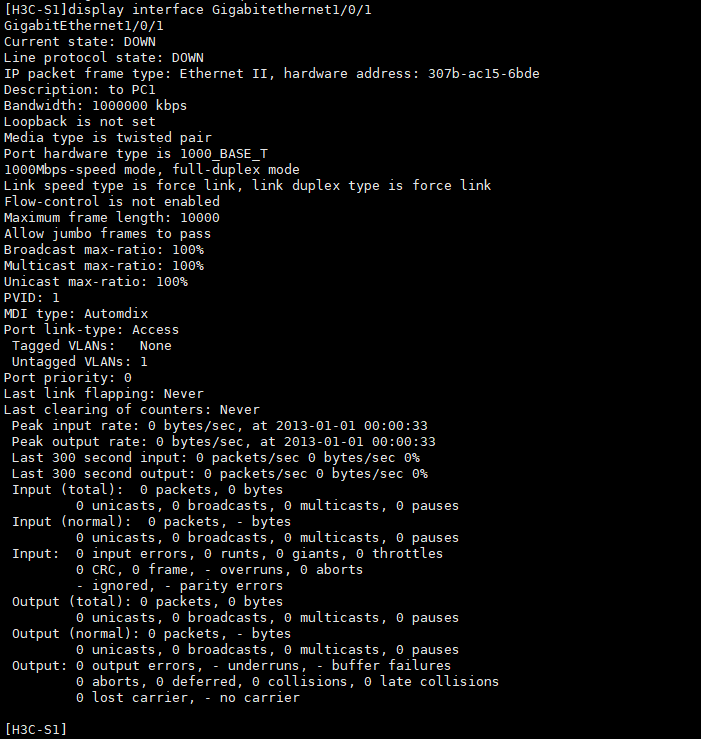 [H3C-S1]display interface Gigabitethernet1/0/1
GigabitEthernet1/0/1
Current state: DOWN
Line protocol state: DOWN
IP packet frame type: Ethernet II, hardware address: 307b-ac15-6bde
Description: to PC1
Bandwidth: 1000000 kbps
Loopback is not set
Media type is twisted pair
Port hardware type is 1000_BASE_T
1000Mbps-speed mode, full-duplex mode
Link speed type is force link, link duplex type is force link
Flow-control is not enabled
Maximum frame length: 10000
Allow jumbo frames to pass
Broadcast max-ratio: 100%
Multicast max-ratio: 100%
Unicast max-ratio: 100%
PVID: 1
MDI type: Automdix
Port link-type: Access
 Tagged VLANs:   None
 Untagged VLANs: 1
Port priority: 0
Last link flapping: Never
Last clearing of counters: Never
 Peak input rate: 0 bytes/sec, at 2013-01-01 00:00:33
 Peak output rate: 0 bytes/sec, at 2013-01-01 00:00:33
 Last 300 second input: 0 packets/sec 0 bytes/sec 0%
 Last 300 second output: 0 packets/sec 0 bytes/sec 0%
 Input (total):  0 packets, 0 bytes
         0 unicasts, 0 broadcasts, 0 multicasts, 0 pauses
 Input (normal):  0 packets, - bytes
         0 unicasts, 0 broadcasts, 0 multicasts, 0 pauses
 Input:  0 input errors, 0 runts, 0 giants, 0 throttles
         0 CRC, 0 frame, - overruns, 0 aborts
         - ignored, - parity errors
 Output (total): 0 packets, 0 bytes
         0 unicasts, 0 broadcasts, 0 multicasts, 0 pauses
 Output (normal): 0 packets, - bytes
         0 unicasts, 0 broadcasts, 0 multicasts, 0 pauses
 Output: 0 output errors, - underruns, - buffer failures
         0 aborts, 0 deferred, 0 collisions, 0 late collisions
         0 lost carrier, - no carrier
[H3C-S1]